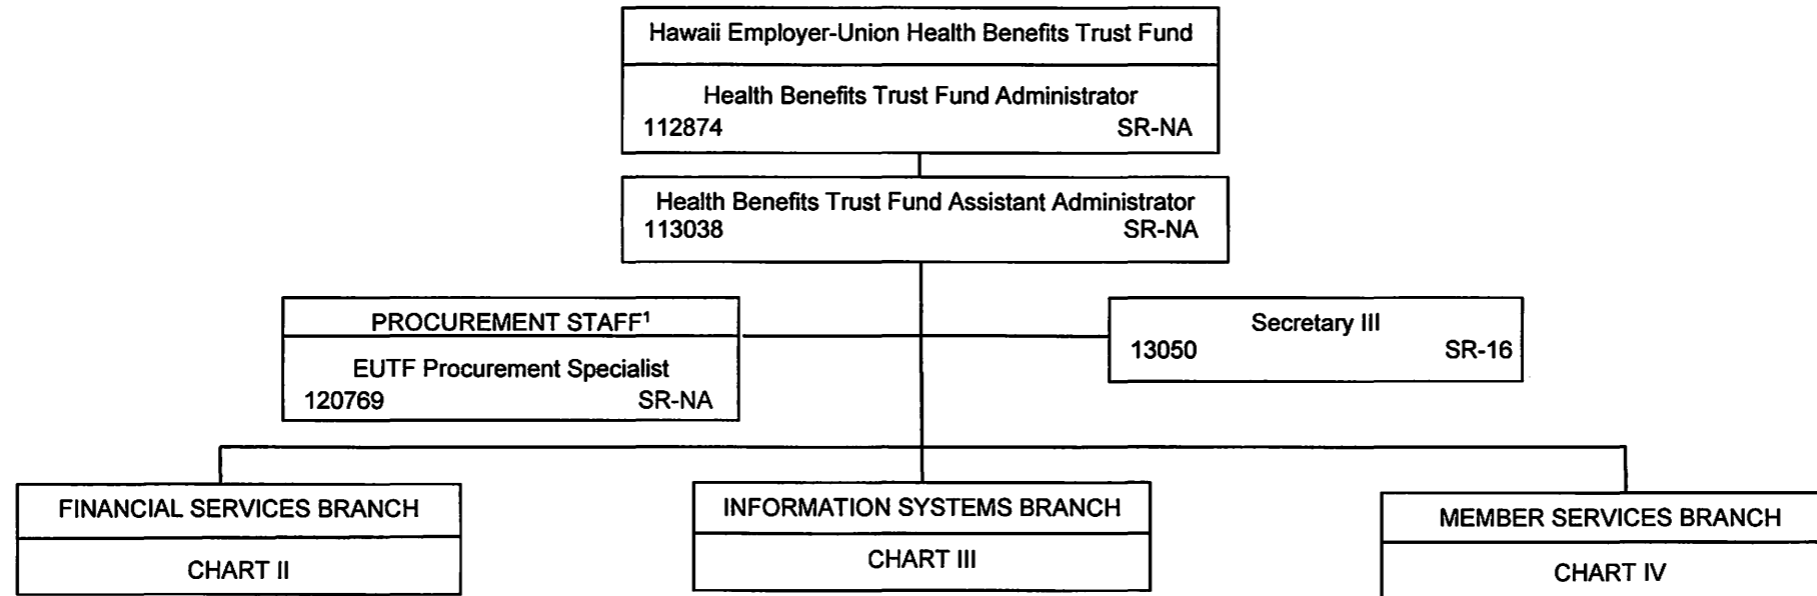 Hawaii Employer-Union Health Benefits Trust Fund
Health Benefits Trust Fund Administrator
112874 SR-NA
Health Benefits Trust Fund Assistant Administrator
113038 SR-NA
PROCUREMENT STAFF¹
EUTF Procurement Specialist
120769 SR-NA
Secretary III
13050 SR-16
FINANCIAL SERVICES BRANCH
CHART II
INFORMATION SYSTEMS BRANCH
CHART III
MEMBER SERVICES BRANCH
CHART IV